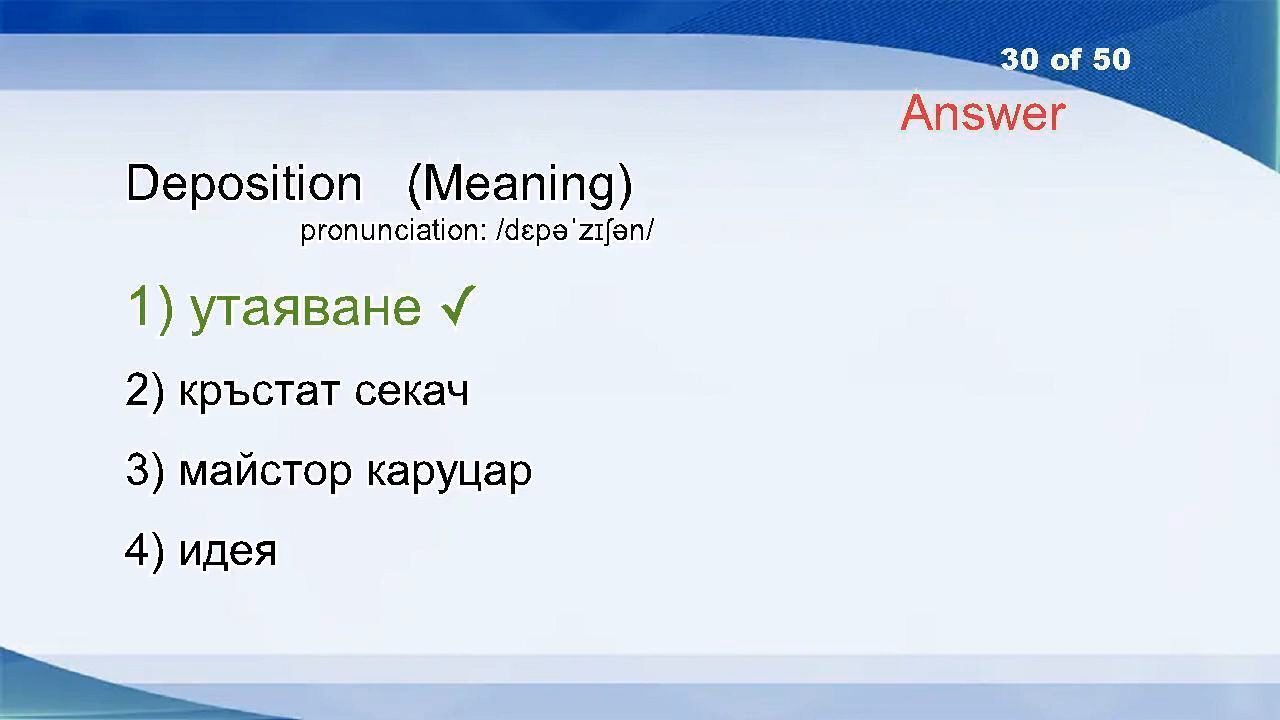 30 of 50
Answer
Deposition (Meaning)
pronunciation: /dɛpəˈzɪʃən/
1) утаяване ✓
2) кръстат секач
3) майстор каруцар
4) идея